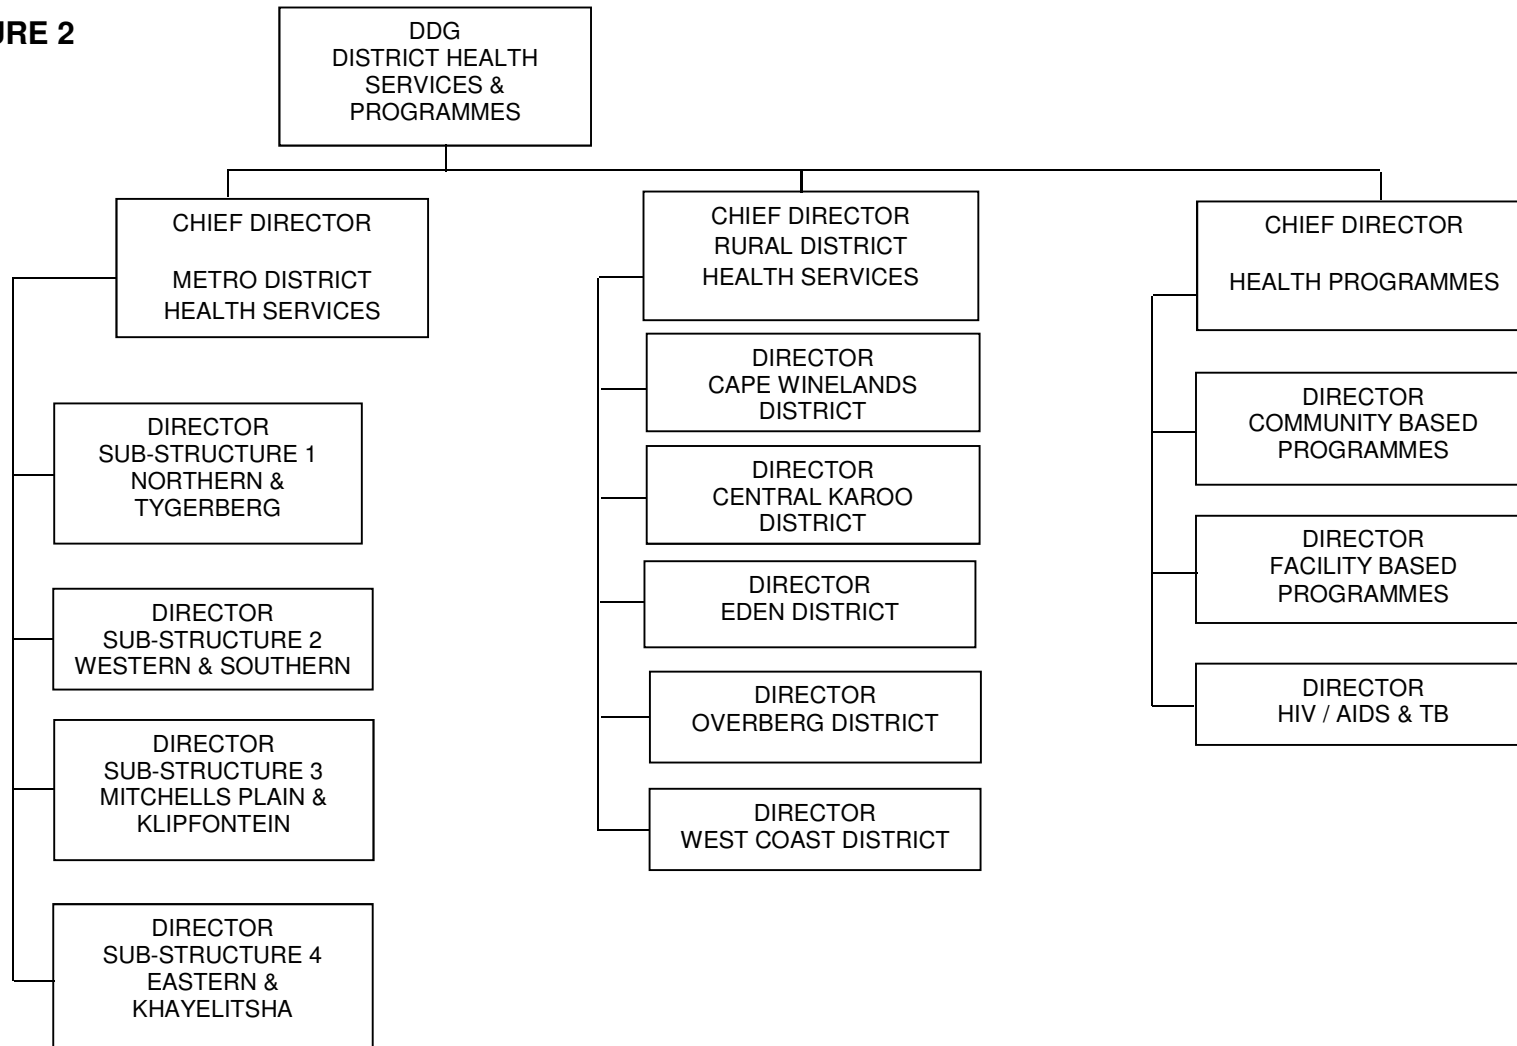 URE 2
DDG
DISTRICT HEALTH
SERVICES &
PROGRAMMES
CHIEF DIRECTOR
METRO DISTRICT
HEALTH SERVICES
DIRECTOR
SUB-STRUCTURE 1
NORTHERN &
TYGERBERG
DIRECTOR
SUB-STRUCTURE 2
WESTERN & SOUTHERN
DIRECTOR
SUB-STRUCTURE 3
MITCHELLS PLAIN &
KLIPFONTEIN
DIRECTOR
SUB-STRUCTURE 4
EASTERN &
KHAYELITSHA
CHIEF DIRECTOR
RURAL DISTRICT
HEALTH SERVICES
DIRECTOR
CAPE WINELANDS
DISTRICT
DIRECTOR
CENTRAL KAROO
DISTRICT
DIRECTOR
EDEN DISTRICT
DIRECTOR
OVERBERG DISTRICT
DIRECTOR
WEST COAST DISTRICT
CHIEF DIRECTOR
HEALTH PROGRAMMES
DIRECTOR
COMMUNITY BASED
PROGRAMMES
DIRECTOR
FACILITY BASED
PROGRAMMES
DIRECTOR
HIV / AIDS & TB